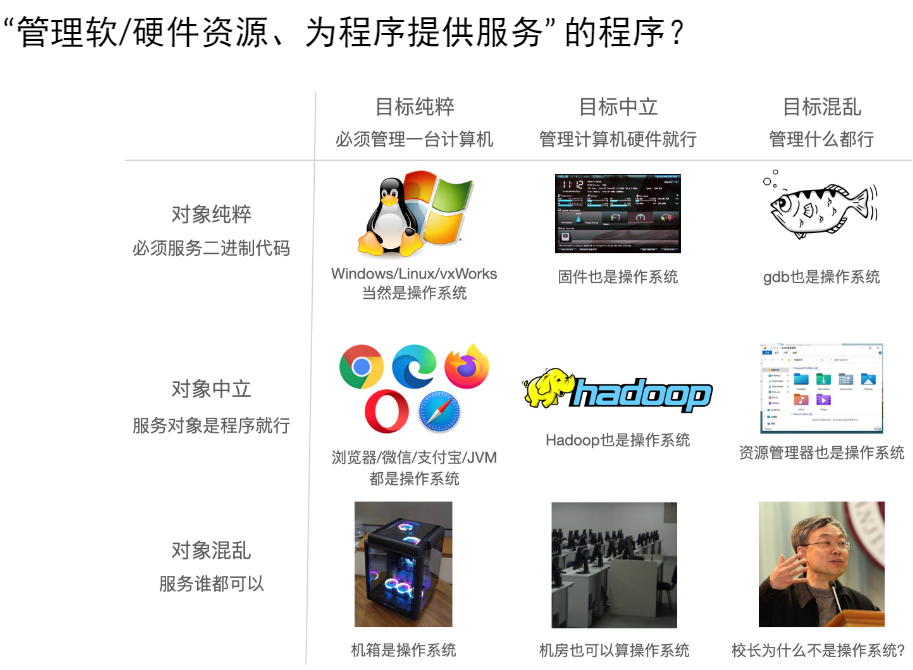 “管理软/硬件资源、为程序提供服务” 的程序？
目标纯粹
目标中立
目标混乱
必须管理一台计算机
管理计算机硬件就行
管理什么都行
对象纯粹
必须服务二进制代码
Windows/Linux/vxWorks
当然是操作系统
固件也是操作系统
gdb也是操作系统
对象中立
服务对象是程序就行
hadoop
浏览器/微信/支付宝/JVM
都是操作系统
Hadoop也是操作系统
资源管理器也是操作系统
对象混乱
服务谁都可以
机箱是操作系统
机房也可以算操作系统
校长为什么不是操作系统?